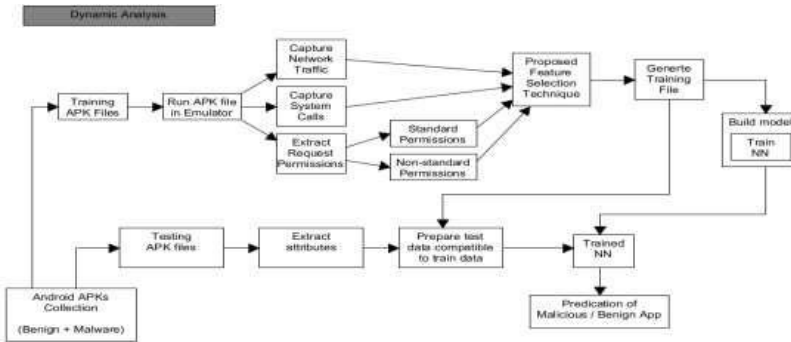 Dynamic Analysis
Capture
Network
Traffic
Training
APK Files
Run APK file
in Emulator
Capture
System
Calls
Extract
Request
Permissions
Standard
Permissions
Non-standard
Permissions
Proposed
Feature
Selection
Technique
Generte
Training
File
Build model
Train
NN
Testing
APK files
Extract
attributes
Prepare test
data compatible
to train data
Trained
NN
Android APKs
Collection
(Benign + Malware)
Predication of
Malicious / Benign App